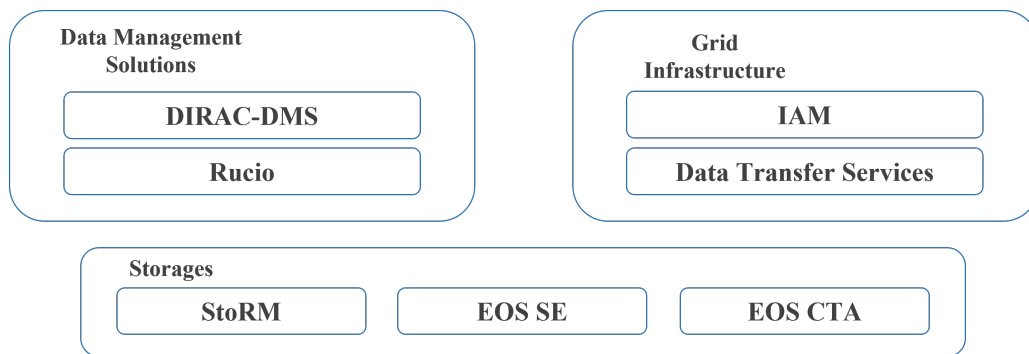 Data Management
Solutions
DIRAC-DMS
Rucio
Grid
Infrastructure
IAM
Data Transfer Services
Storages
StoRM
EOS SE
EOS CTA